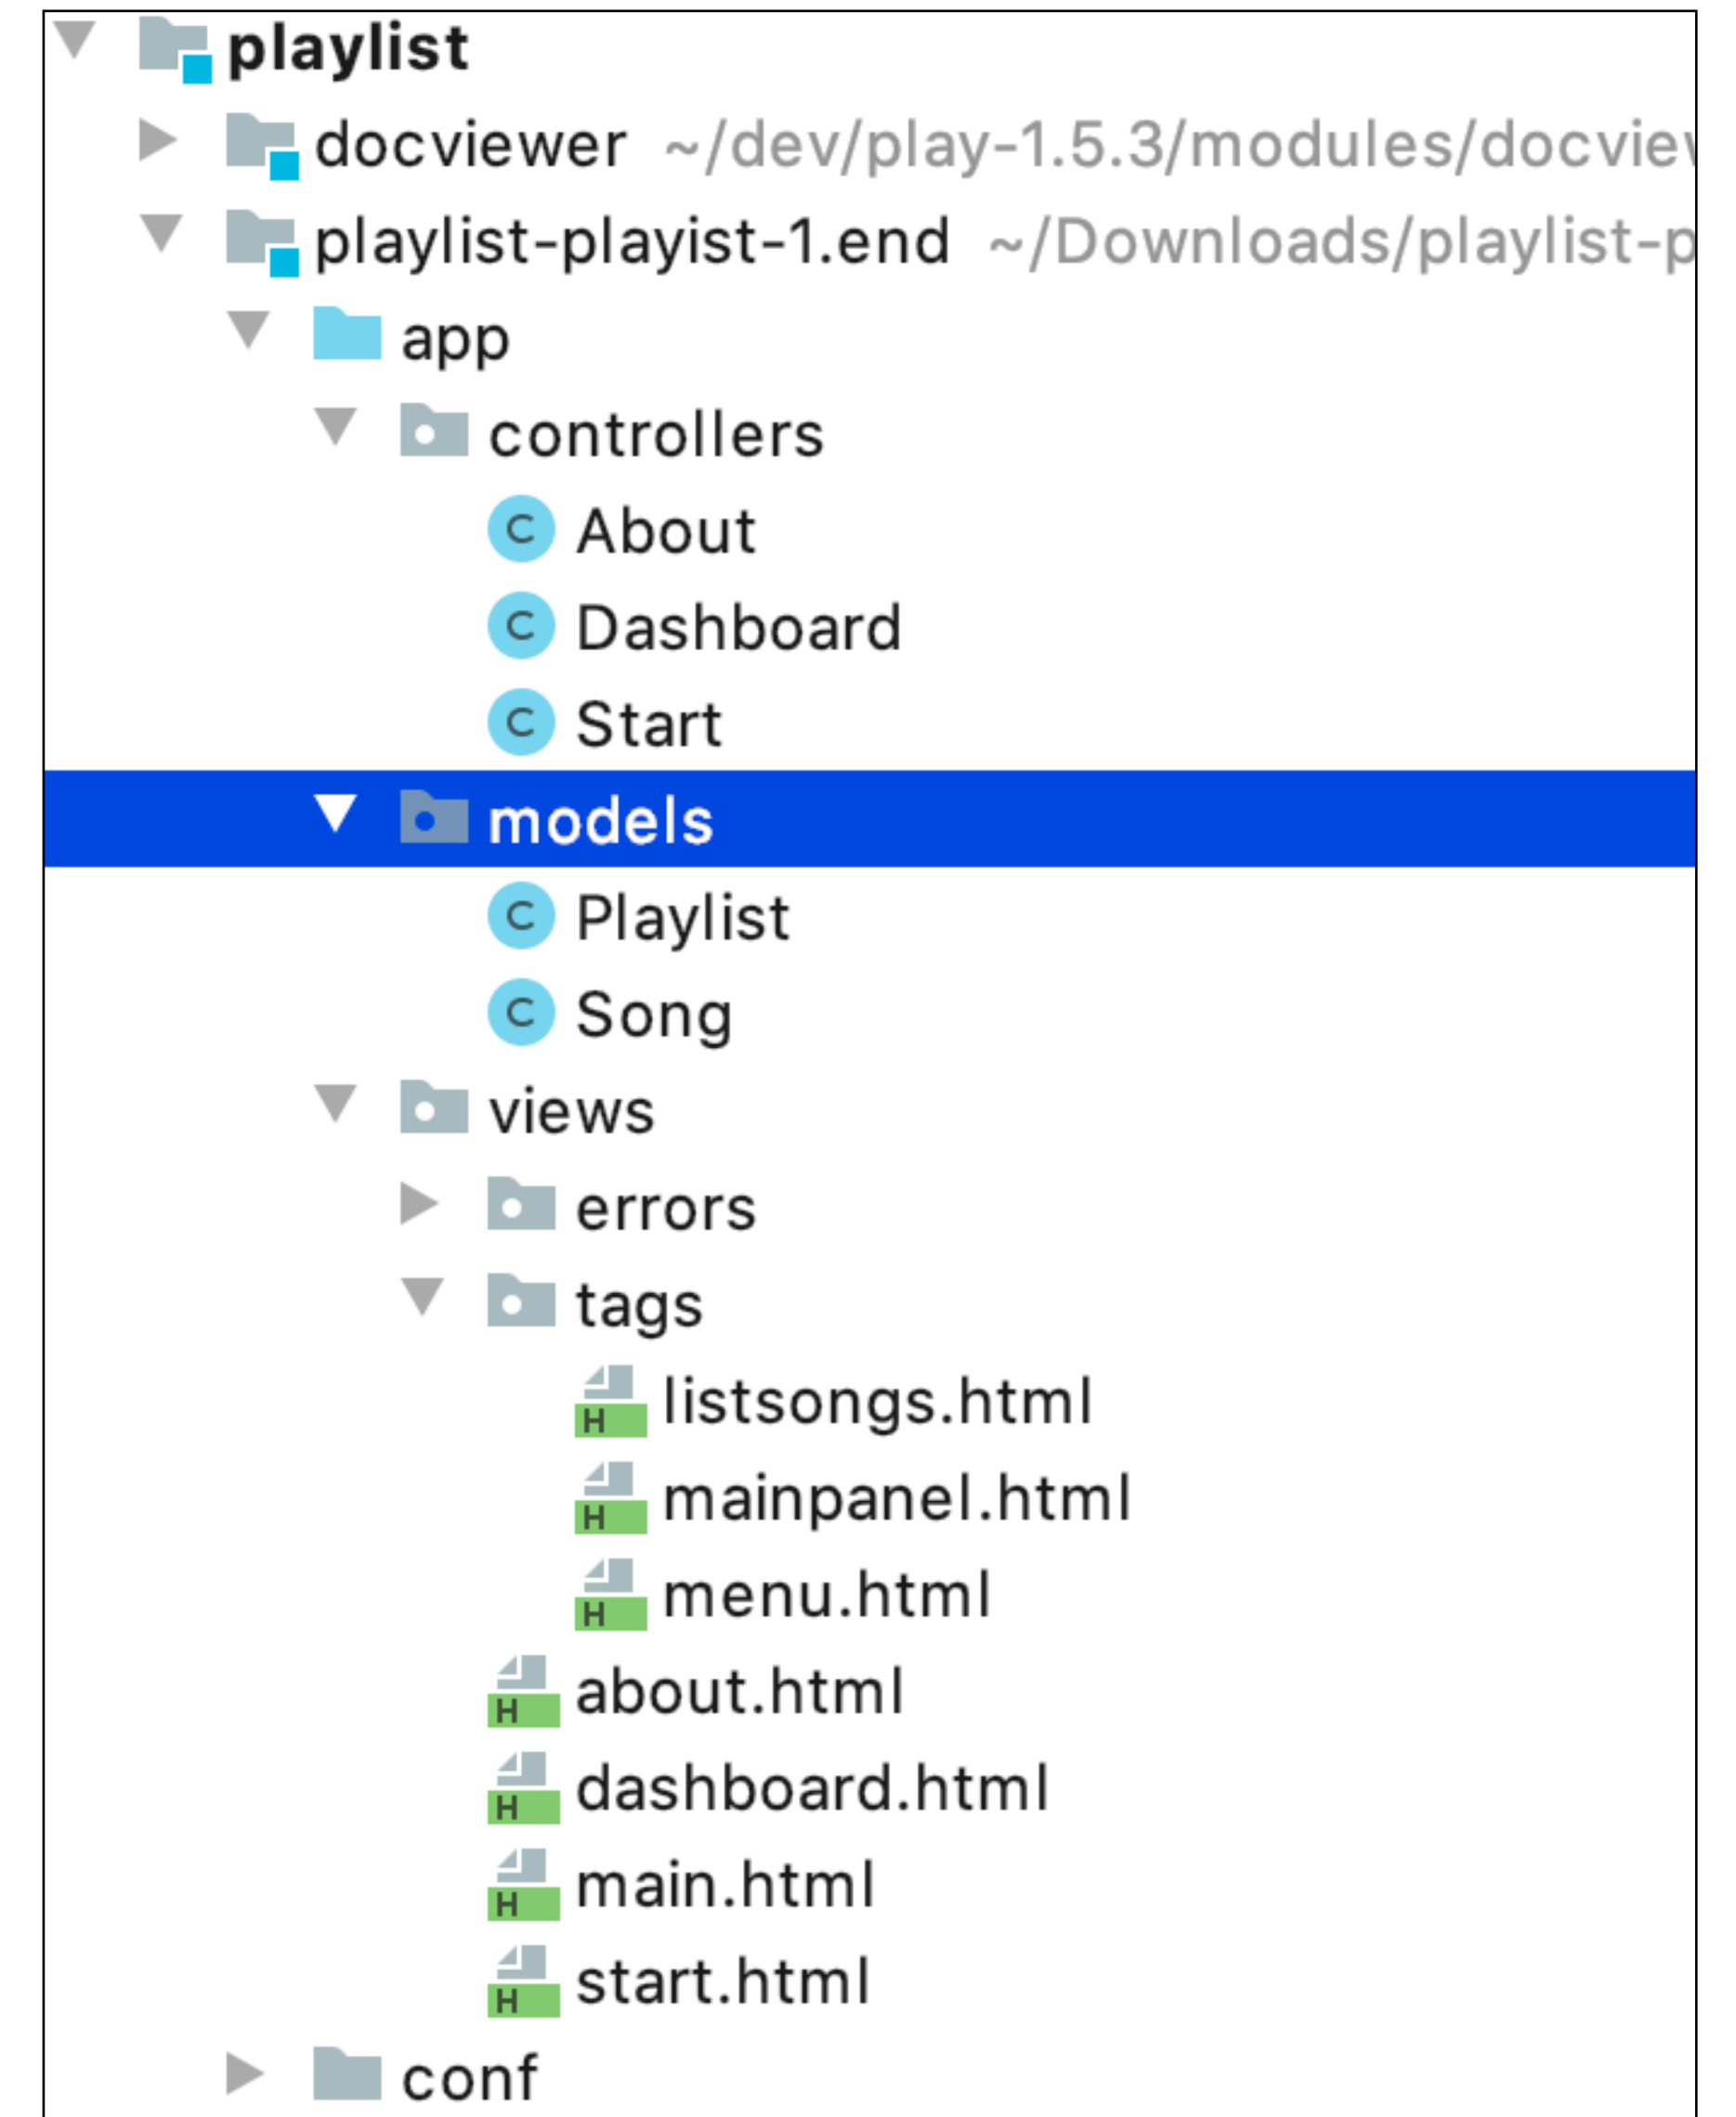 playlist
docviewer ~/dev/play-1.5.3/modules/docview
playlist-playist-1.end ~/Downloads/playlist-p
app
controllers
C About
C Dashboard
C Start
models
C Playlist
C Song
views
errors
tags
H listsongs.html
H mainpanel.html
H menu.html
H about.html
H dashboard.html
H main.html
H start.html
conf